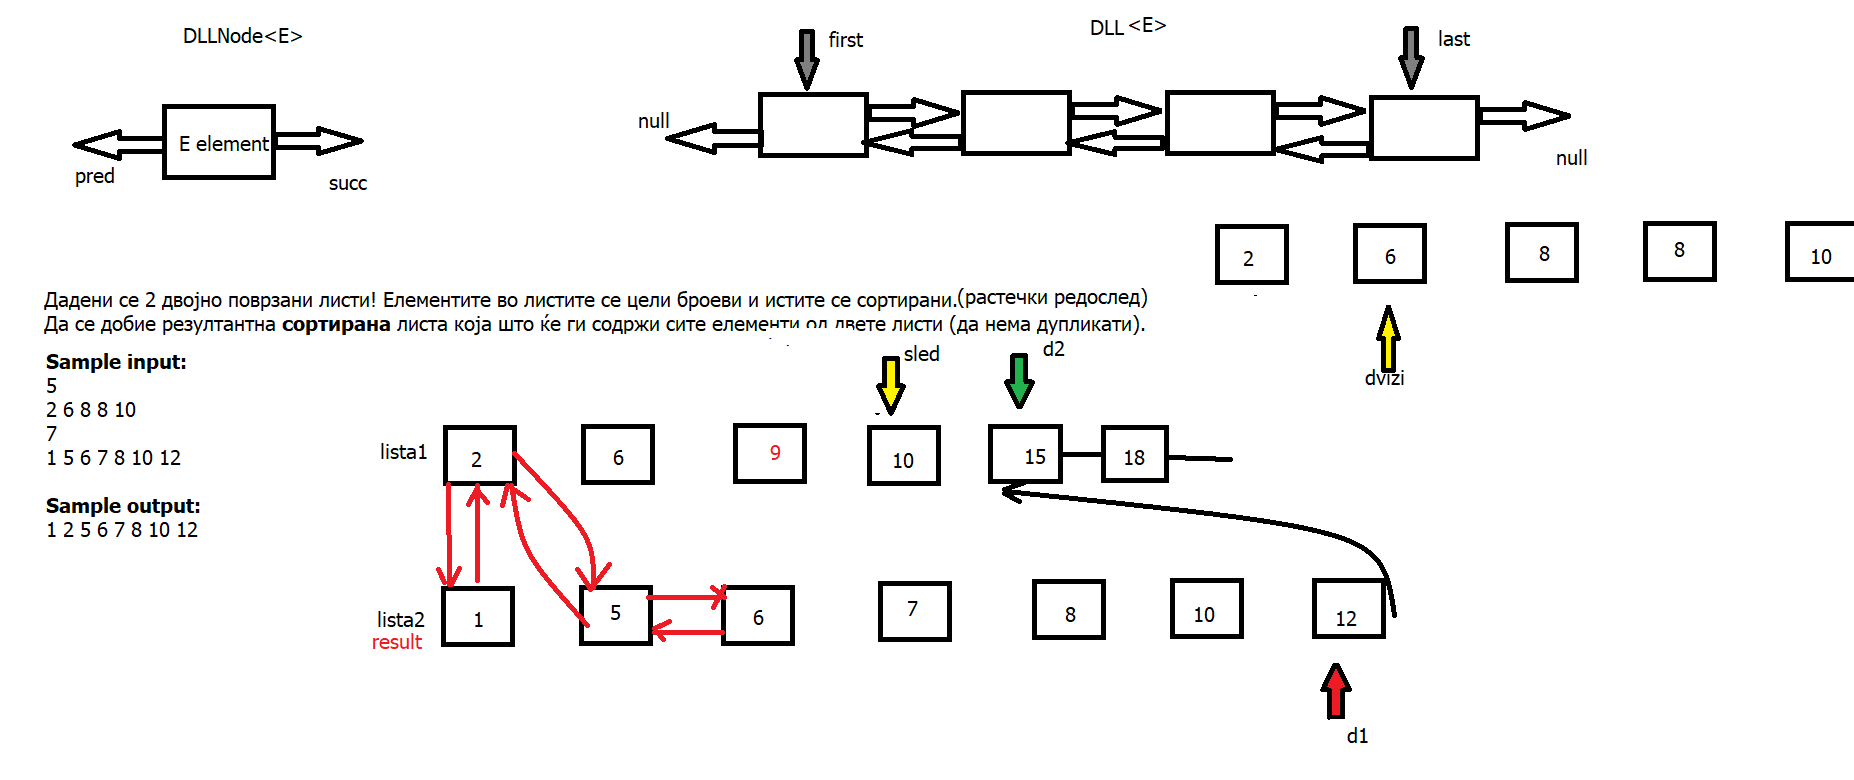 DLLNode<E>
E element
pred
succ
DLL <E>
first
last
null
null
2 6 8 8 10
dvizi
Дадени се 2 двојно поврзани листи! Елементите во листите се цели броеви и истите се сортирани.(растечки редослед)
Да се добие резултантна сортирана листа која што ќе ги содржи сите елементи од двете листи (да нема дупликати).
Sample input:
5
2 6 8 8 10
7
1 5 6 7 8 10 12
Sample output:
1 2 5 6 7 8 10 12
sled
d2
lista1
2 6 9 10 15 18
lista2
result
1 5 6 7 8 10 12
d1